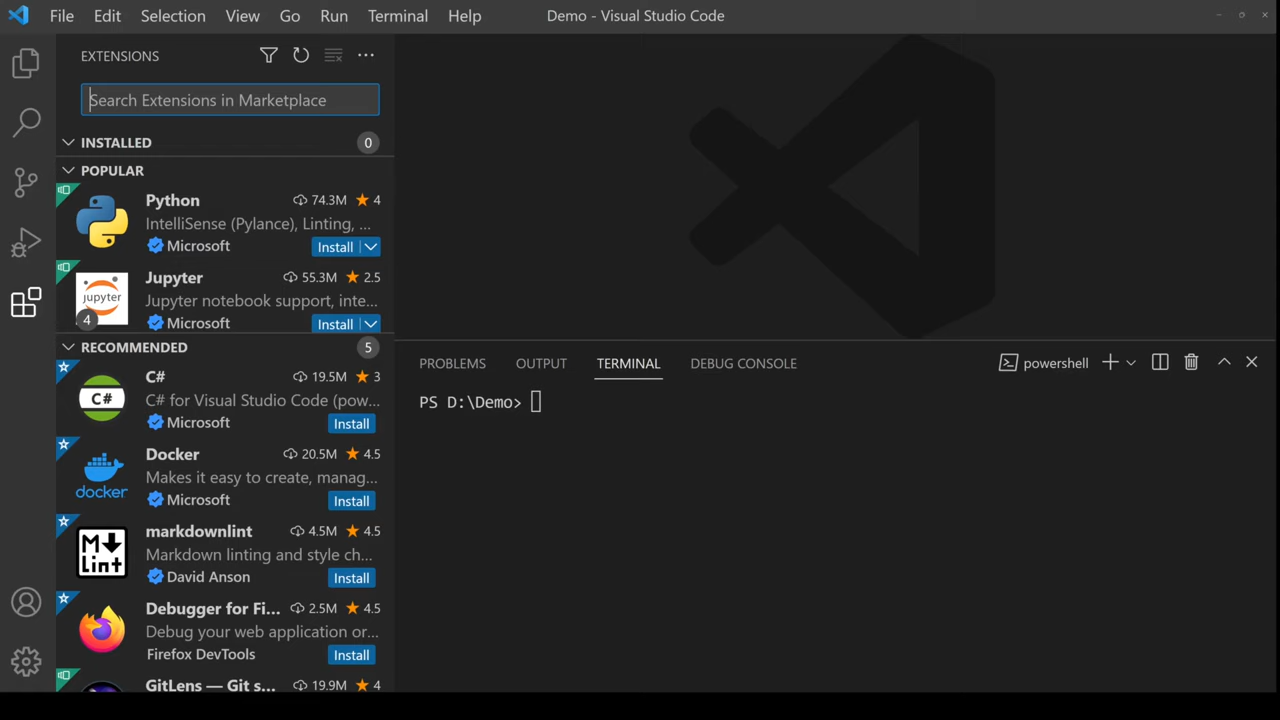 File Edit Selection View Go Run Terminal Help Demo - Visual Studio Code
EXTENSIONS
Search Extensions in Marketplace
INSTALLED 0
POPULAR
Python 74.3M 4
IntelliSense (Pylance), Linting, ...
Microsoft Install
Jupyter 55.3M 2.5
jupyter
Jupyter notebook support, inte...
4
Microsoft Install
RECOMMENDED 5
C# 19.5M 3
C#
C# for Visual Studio Code (pow...
Microsoft Install
Docker 20.5M 4.5
Makes it easy to create, manag...
docker
Microsoft Install
markdownlint 4.5M 4.5
M
Lint
Markdown linting and style ch...
David Anson Install
Debugger for Fi... 2.5M 4.5
Debug your web application or...
Firefox DevTools Install
GitLens — Git s... 19.9M 4
PROBLEMS OUTPUT TERMINAL DEBUG CONSOLE powershell
PS D:\Demo>